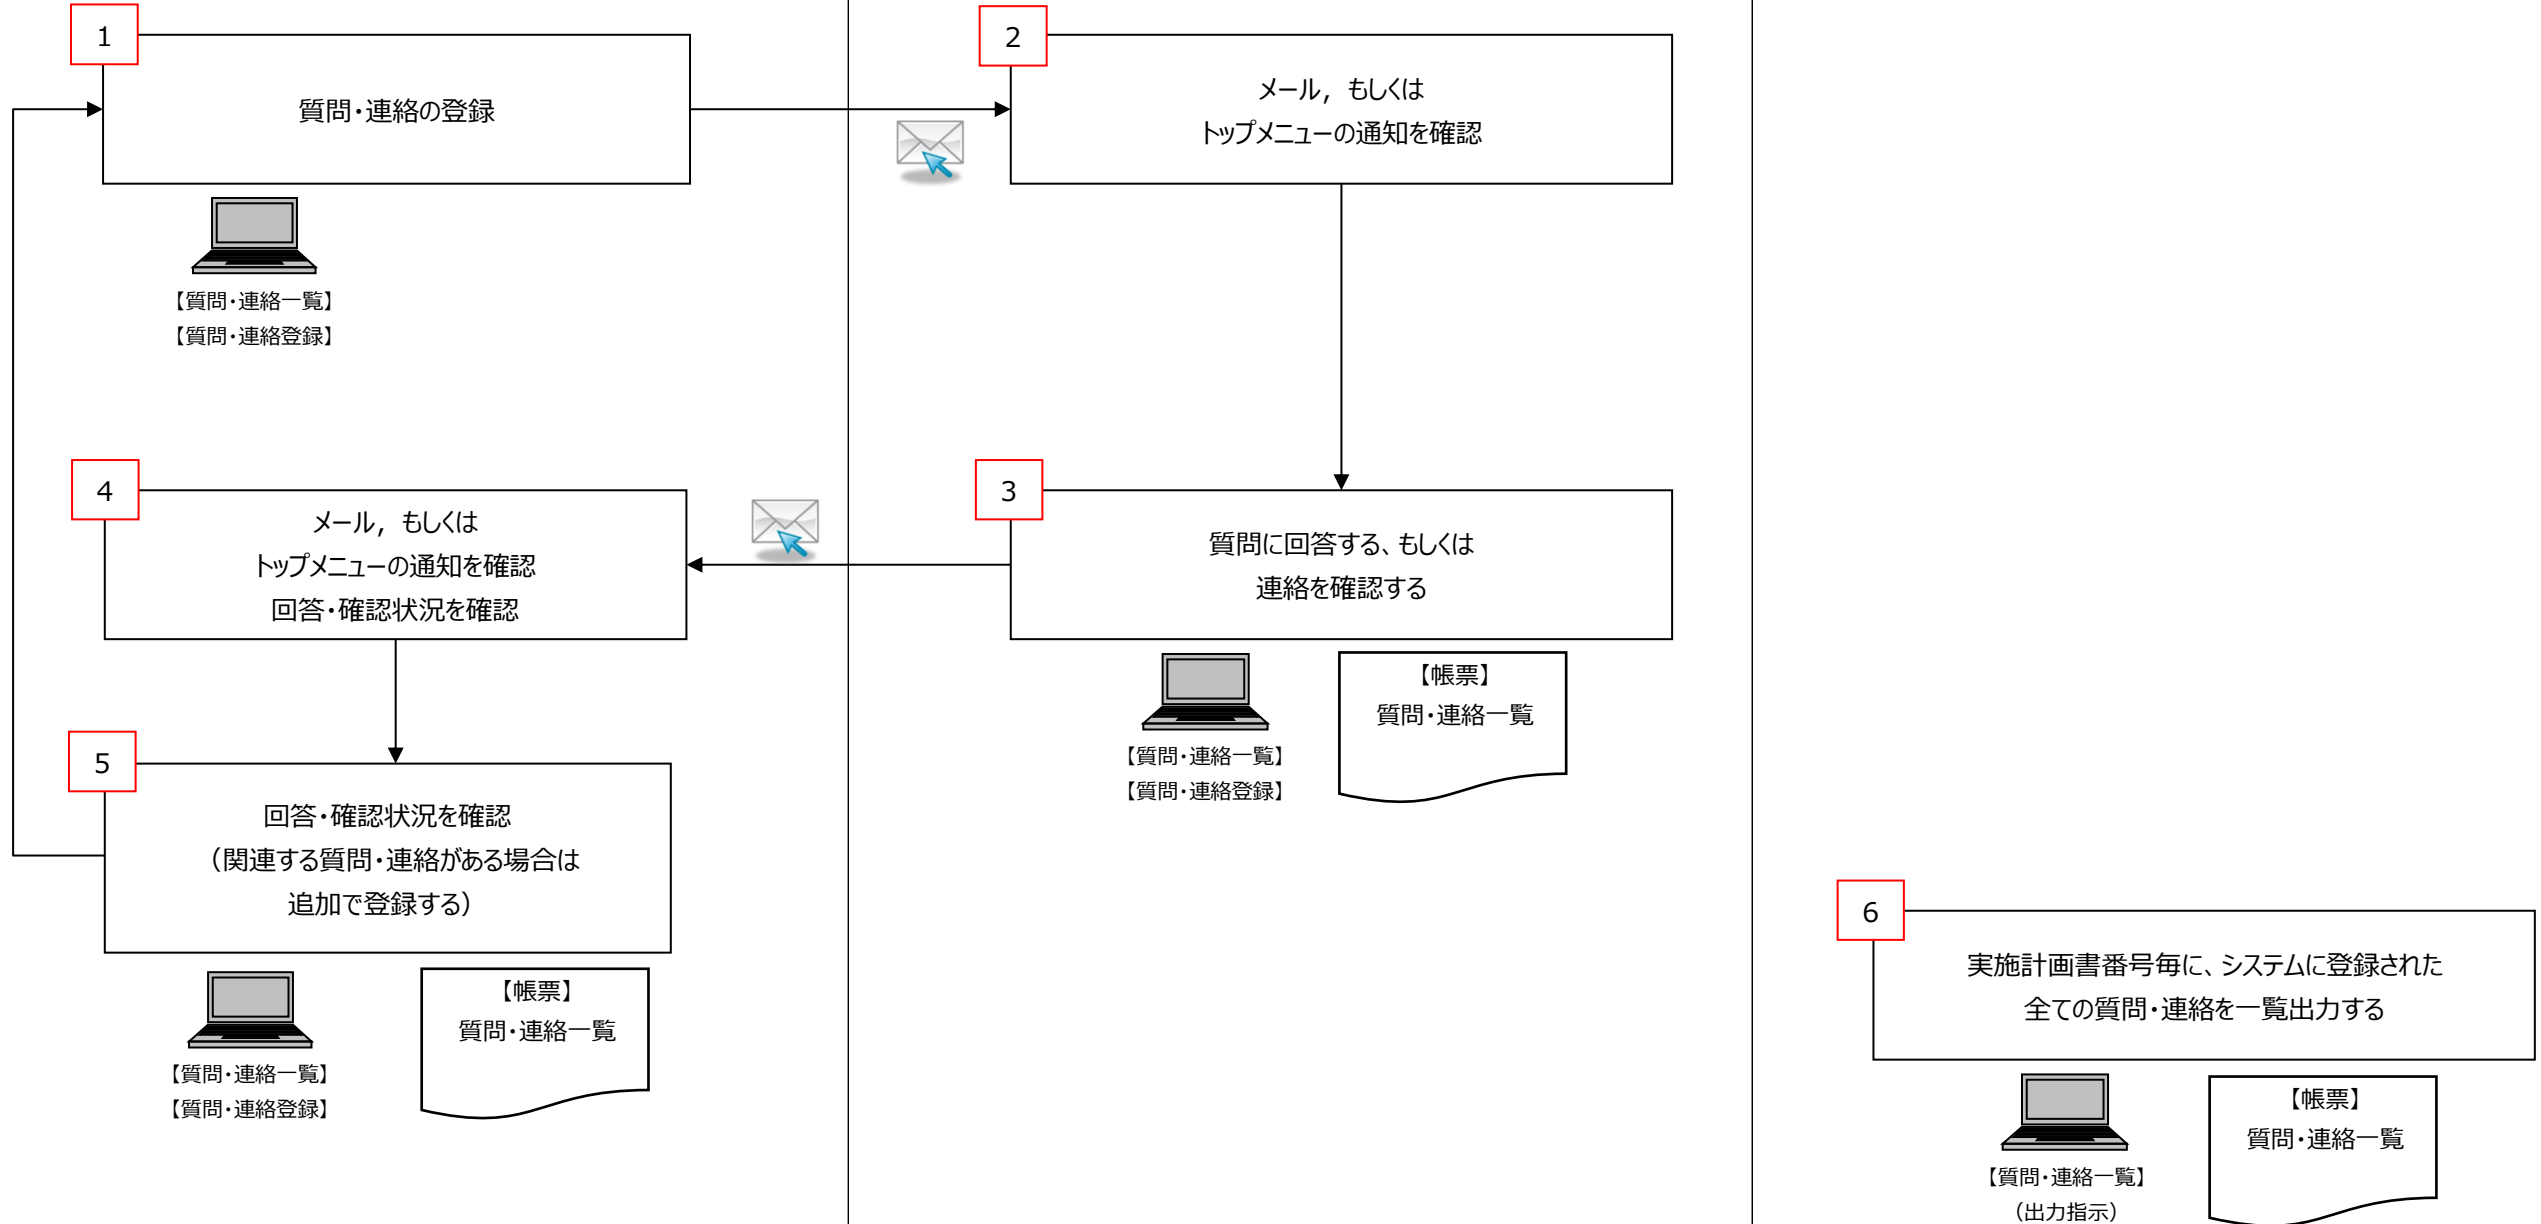 1
質問・連絡の登録
【質問・連絡一覧】
【質問・連絡登録】
2
メール，もしくは
トップメニューの通知を確認
3
質問に回答する、もしくは
連絡を確認する
【質問・連絡一覧】
【質問・連絡登録】
【帳票】
質問・連絡一覧
4
メール，もしくは
トップメニューの通知を確認
回答・確認状況を確認
5
回答・確認状況を確認
（関連する質問・連絡がある場合は
追加で登録する）
【質問・連絡一覧】
【質問・連絡登録】
【帳票】
質問・連絡一覧
6
実施計画書番号毎に、システムに登録された
全ての質問・連絡を一覧出力する
【質問・連絡一覧】
（出力指示）
【帳票】
質問・連絡一覧